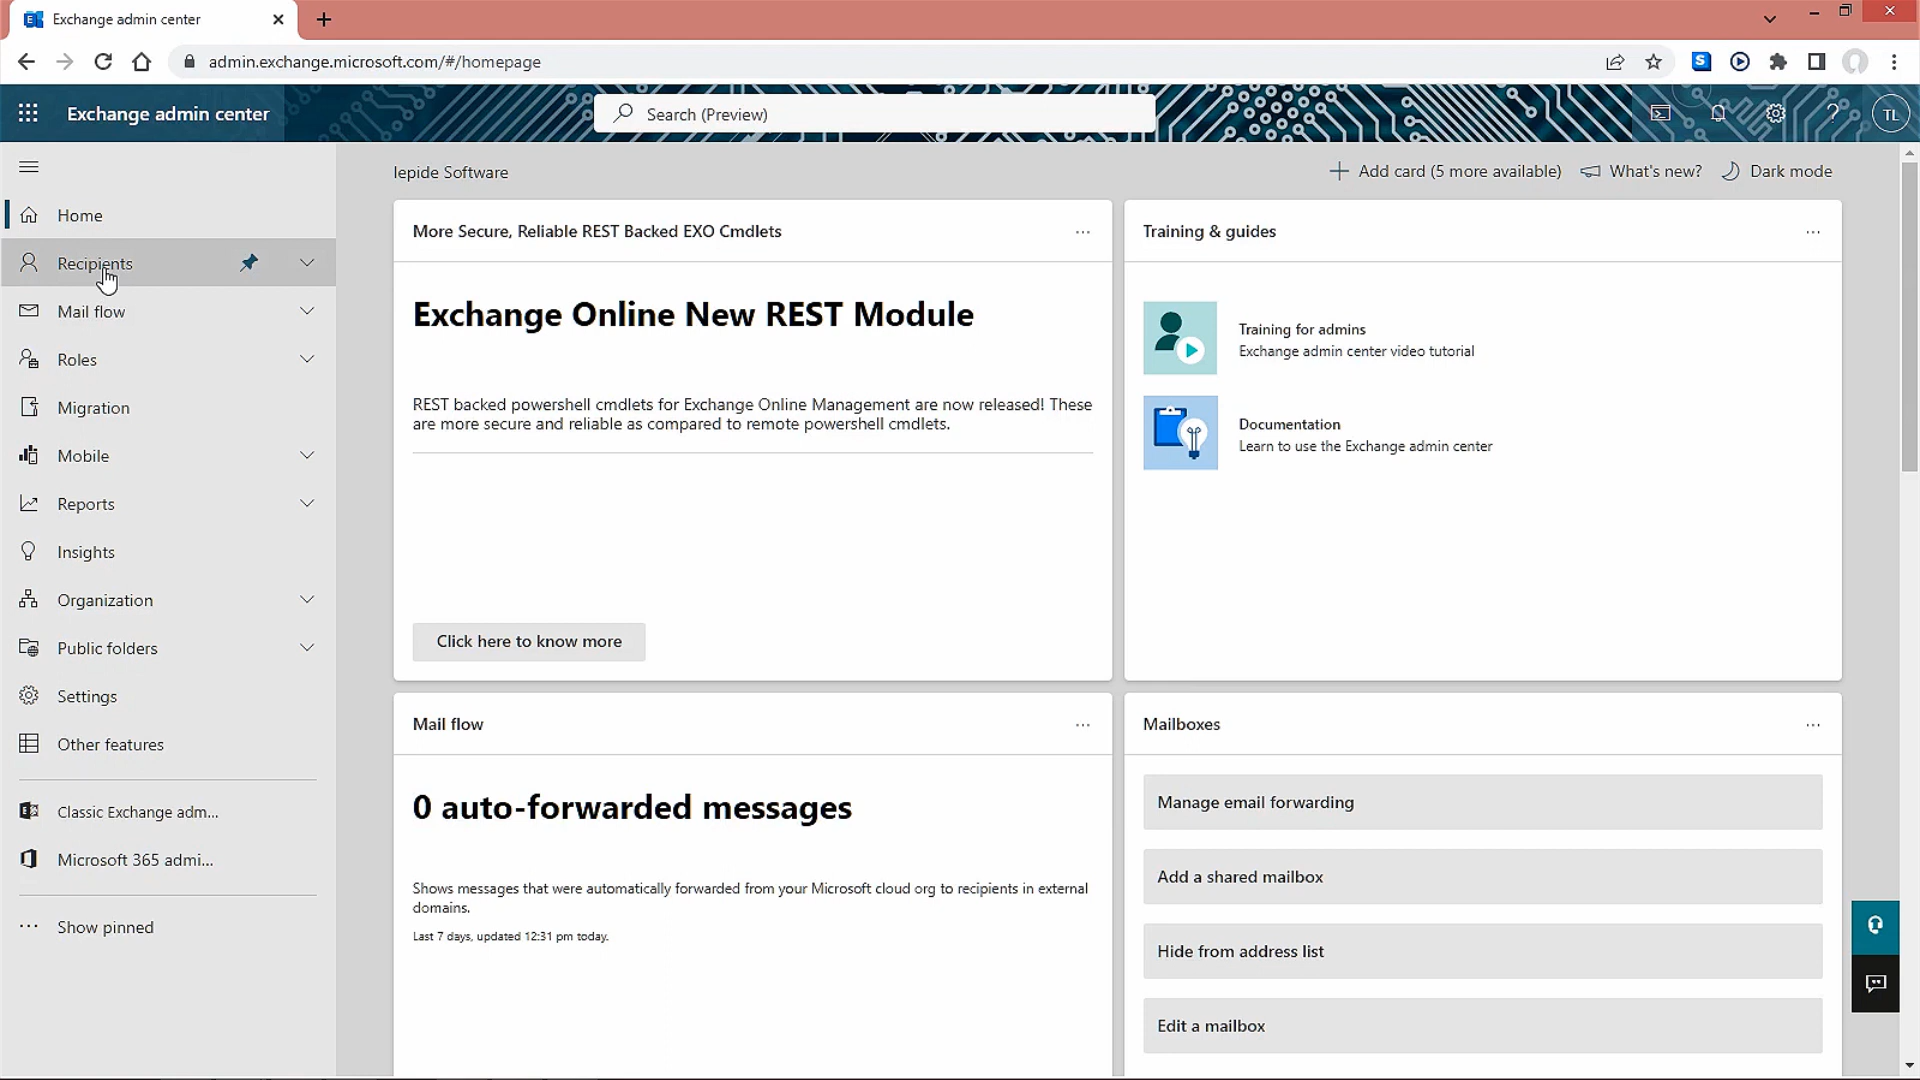 Exchange admin center
admin.exchange.microsoft.com/#/homepage
Exchange admin center
Search (Preview)
TL
Home
Recipients
Mail flow
Roles
Migration
Mobile
Reports
Insights
Organization
Public folders
Settings
Other features
Classic Exchange adm...
Microsoft 365 admi...
Show pinned
lepide Software
Add card (5 more available)
What's new?
Dark mode
More Secure, Reliable REST Backed EXO Cmdlets
Exchange Online New REST Module
REST backed powershell cmdlets for Exchange Online Management are now released! These
are more secure and reliable as compared to remote powershell cmdlets.
Click here to know more
Training & guides
Training for admins
Exchange admin center video tutorial
Documentation
Learn to use the Exchange admin center
Mail flow
0 auto-forwarded messages
Shows messages that were automatically forwarded from your Microsoft cloud org to recipients in external
domains.
Last 7 days, updated 12:31 pm today.
Mailboxes
Manage email forwarding
Add a shared mailbox
Hide from address list
Edit a mailbox